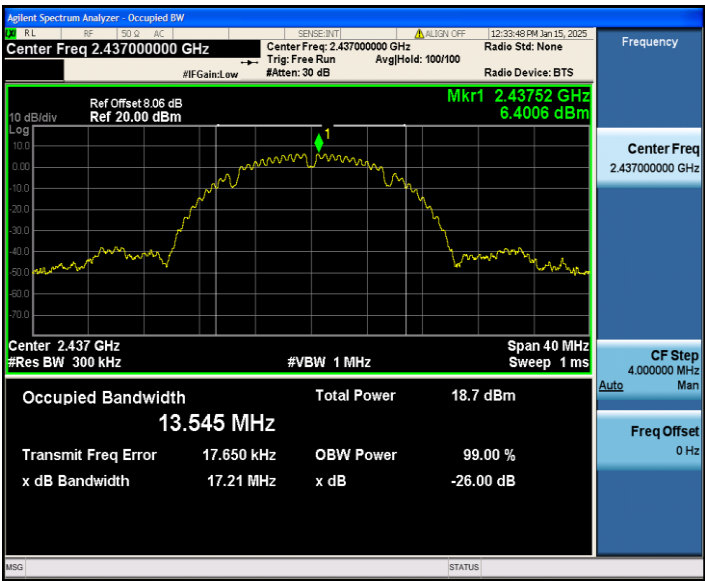 Agilent Spectrum Analyzer - Occupied BW
RL RF 50 Ω AC SENSE:INT ALIGN OFF 12:33:48 PM Jan 15, 2025
Center Freq 2.437000000 GHz
Center Freq: 2.437000000 GHz
Radio Std: None
Trig: Free Run Avg|Hold: 100/100
#IFGain:Low
#Atten: 30 dB
Radio Device: BTS
Ref Offset 8.06 dB
Mkr1 2.43752 GHz
10 dB/div Ref 20.00 dBm
6.4006 dBm
Log
1
10.0
0.00
-10.0
-20.0
-30.0
-40.0
-50.0
-60.0
-70.0
Center 2.437 GHz
Span 40 MHz
#Res BW 300 kHz
#VBW 1 MHz
Sweep 1 ms
Occupied Bandwidth
Total Power 18.7 dBm
13.545 MHz
Transmit Freq Error 17.650 kHz
OBW Power 99.00 %
x dB Bandwidth 17.21 MHz
x dB -26.00 dB
MSG
STATUS
Frequency
Center Freq
2.437000000 GHz
CF Step
4.000000 MHz
Auto Man
Freq Offset
0 Hz